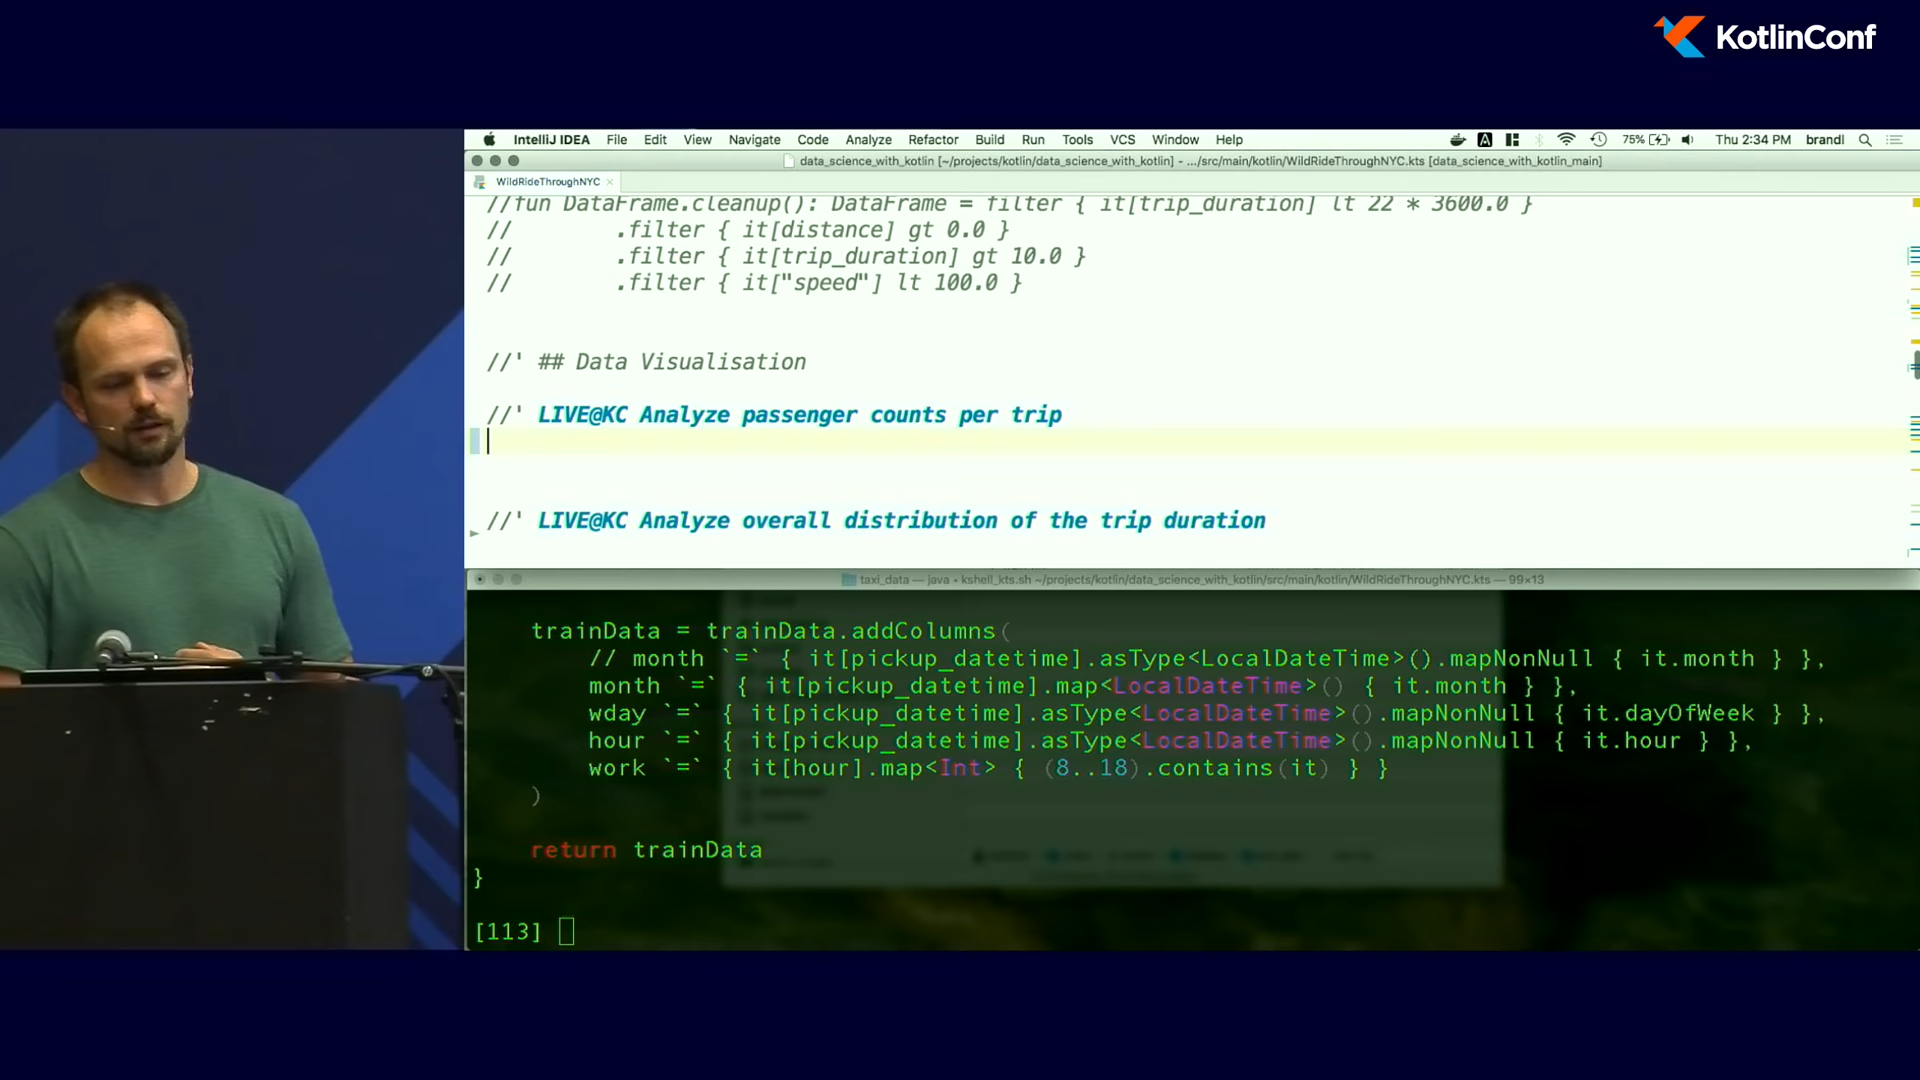 KotlinConf
IntelliJ IDEA File Edit View Navigate Code Analyze Refactor Build Run Tools VCS Window Help 75% Thu 2:34 PM brandl
data_science_with_kotlin [~/projects/kotlin/data_science_with_kotlin] - .../src/main/kotlin/WildRideThroughNYC.kts [data_science_with_kotlin_main]
WildRideThroughNYC
//fun DataFrame.cleanup(): DataFrame = filter { it[trip_duration] lt 22 * 3600.0 }
// .filter { it[distance] gt 0.0 }
// .filter { it[trip_duration] gt 10.0 }
// .filter { it["speed"] lt 100.0 }
//' ## Data Visualisation
//' LIVE@KC Analyze passenger counts per trip
//' LIVE@KC Analyze overall distribution of the trip duration
taxi_data — java • kshell_kts.sh ~/projects/kotlin/data_science_with_kotlin/src/main/kotlin/WildRideThroughNYC.kts — 99×13
trainData = trainData.addColumns(
// month `=` { it[pickup_datetime].asType<LocalDateTime>().mapNonNull { it.month } },
month `=` { it[pickup_datetime].map<LocalDateTime>() { it.month } },
wday `=` { it[pickup_datetime].asType<LocalDateTime>().mapNonNull { it.dayOfWeek } },
hour `=` { it[pickup_datetime].asType<LocalDateTime>().mapNonNull { it.hour } },
work `=` { it[hour].map<Int> { (8..18).contains(it) } }
)
return trainData
}
[113]